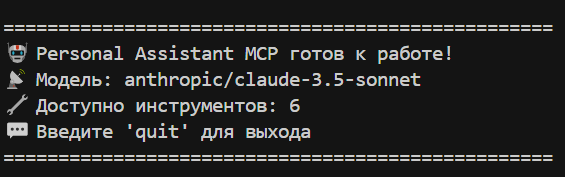 ==================================================
🤖 Personal Assistant MCP готов к работе!
📡 Модель: anthropic/claude-3.5-sonnet
🔧 Доступно инструментов: 6
💬 Введите 'quit' для выхода
==================================================